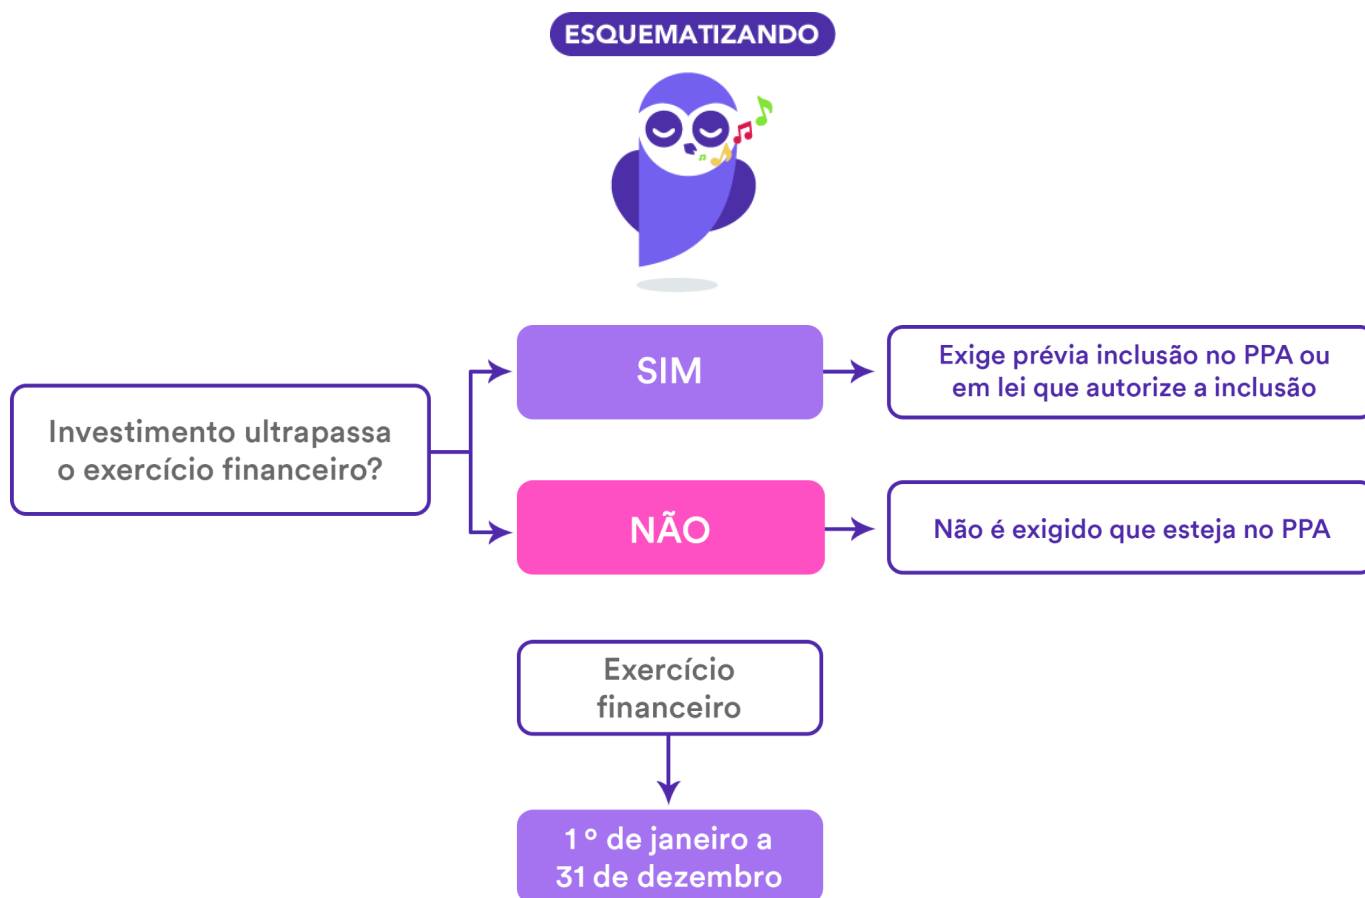 ESQUEMATIZANDO
Investimento ultrapassa
o exercício financeiro?
SIM
Exige prévia inclusão no PPA ou
em lei que autorize a inclusão
NÃO
Não é exigido que esteja no PPA
Exercício
financeiro
1 º de janeiro a
31 de dezembro